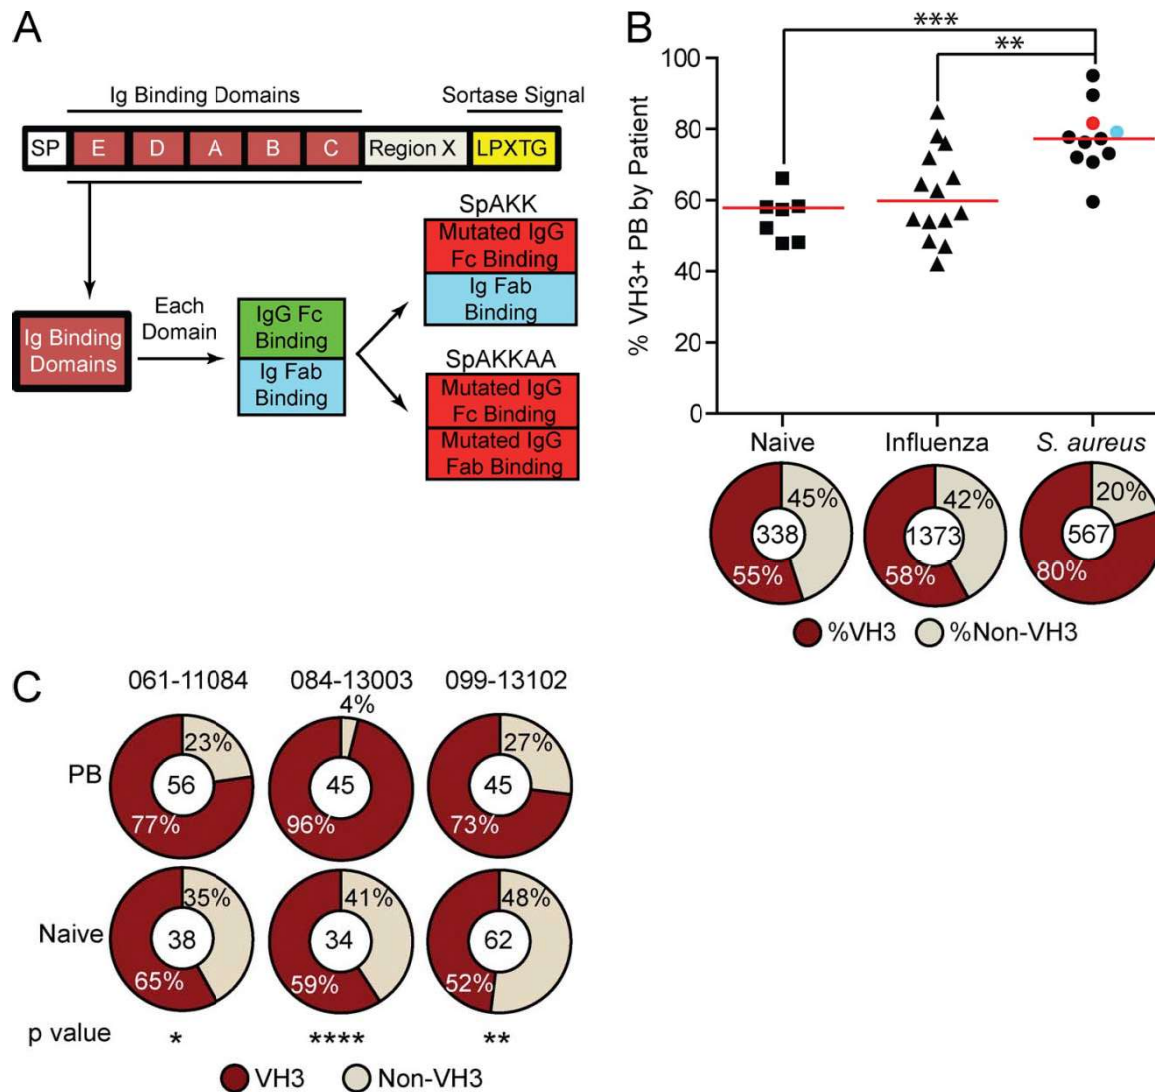 A
Ig Binding Domains
Sortase Signal
SP
E
D
A
B
C
Region X
LPXTG
SpAKK
Mutated IgG
Fc Binding
Ig Fab
Binding
Ig Binding
Domains
Each
Domain
IgG Fc
Binding
Ig Fab
Binding
SpAKKAA
Mutated IgG
Fc Binding
Mutated IgG
Fab Binding
B
% VH3+ PB by Patient
100
80
60
40
20
0
***
**
Naive
Influenza
S. aureus
45%
338
55%
42%
1373
58%
20%
567
80%
%VH3
%Non-VH3
C
061-11084
084-13003
099-13102
PB
23%
56
77%
4%
45
96%
27%
45
73%
Naive
35%
38
65%
41%
34
59%
48%
62
52%
p value
*
****
**
VH3
Non-VH3